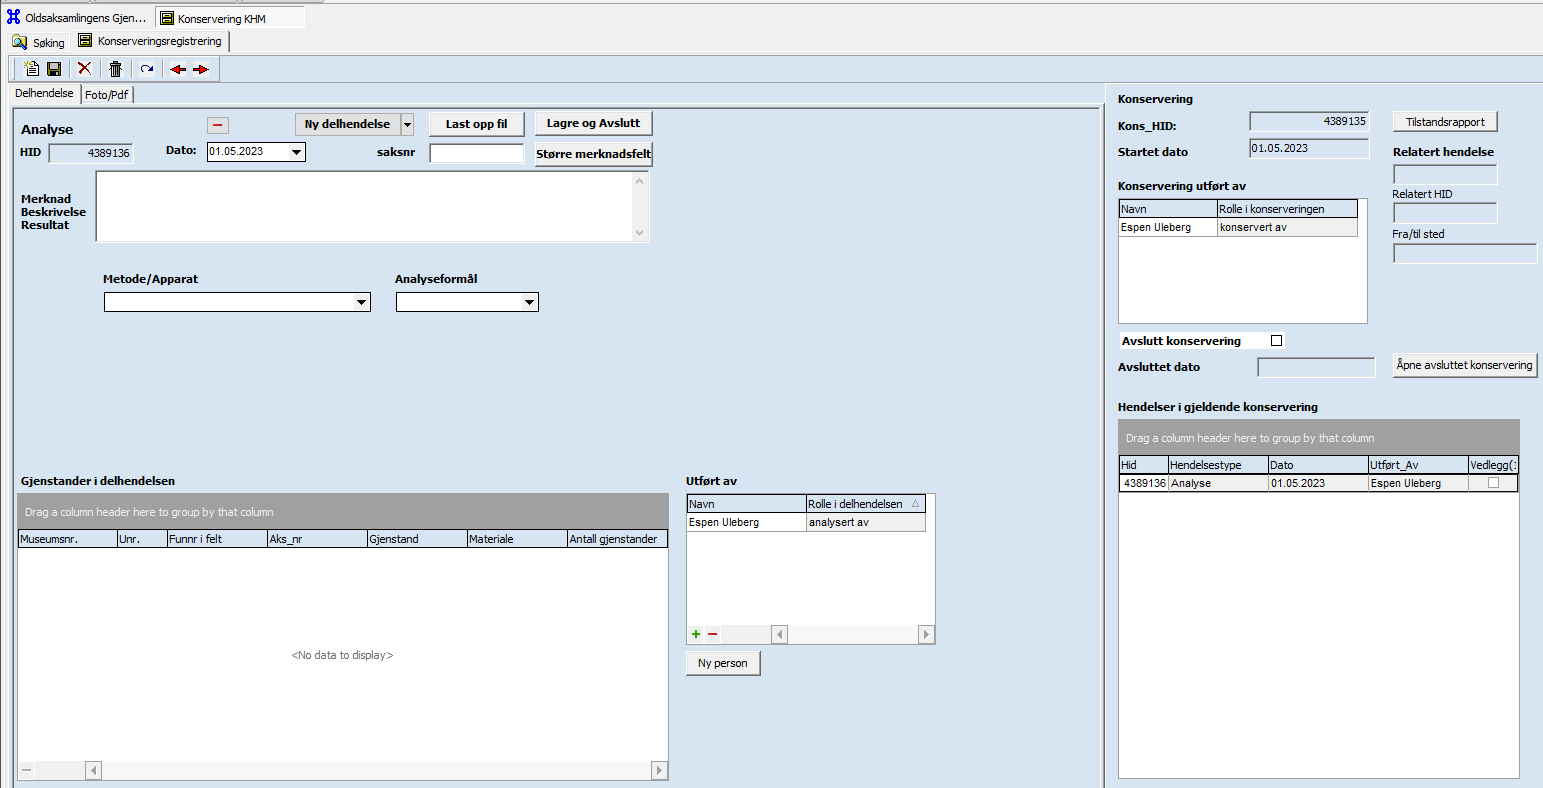 Oldsaksamlingens Gjen...
Konservering KHM
Søking
Konserveringsregistrering
Delhendelse
Foto/Pdf
Analyse
Ny delhendelse
Last opp fil
Lagre og Avslutt
HID
4389136
Dato:
01.05.2023
saksnr
Større merknadsfelt
Merknad
Beskrivelse
Resultat
Metode/Apparat
Analyseformål
Gjenstander i delhendelsen
Drag a column header here to group by that column
Museumsnr.
Unr.
Funnr i felt
Aks_nr
Gjenstand
Materiale
Antall gjenstander
<No data to display>
Utført av
Navn
Rolle i delhendelsen
Espen Uleberg
analysert av
Ny person
Konservering
Kons_HID:
4389135
Tilstandsrapport
Startet dato
01.05.2023
Relatert hendelse
Relatert HID
Fra/til sted
Konservering utført av
Navn
Rolle i konserveringen
Espen Uleberg
konservert av
Avslutt konservering
Avsluttet dato
Åpne avsluttet konservering
Hendelser i gjeldende konservering
Drag a column header here to group by that column
Hid
Hendelsestype
Dato
Utført_Av
Vedlegg(
4389136
Analyse
01.05.2023
Espen Uleberg